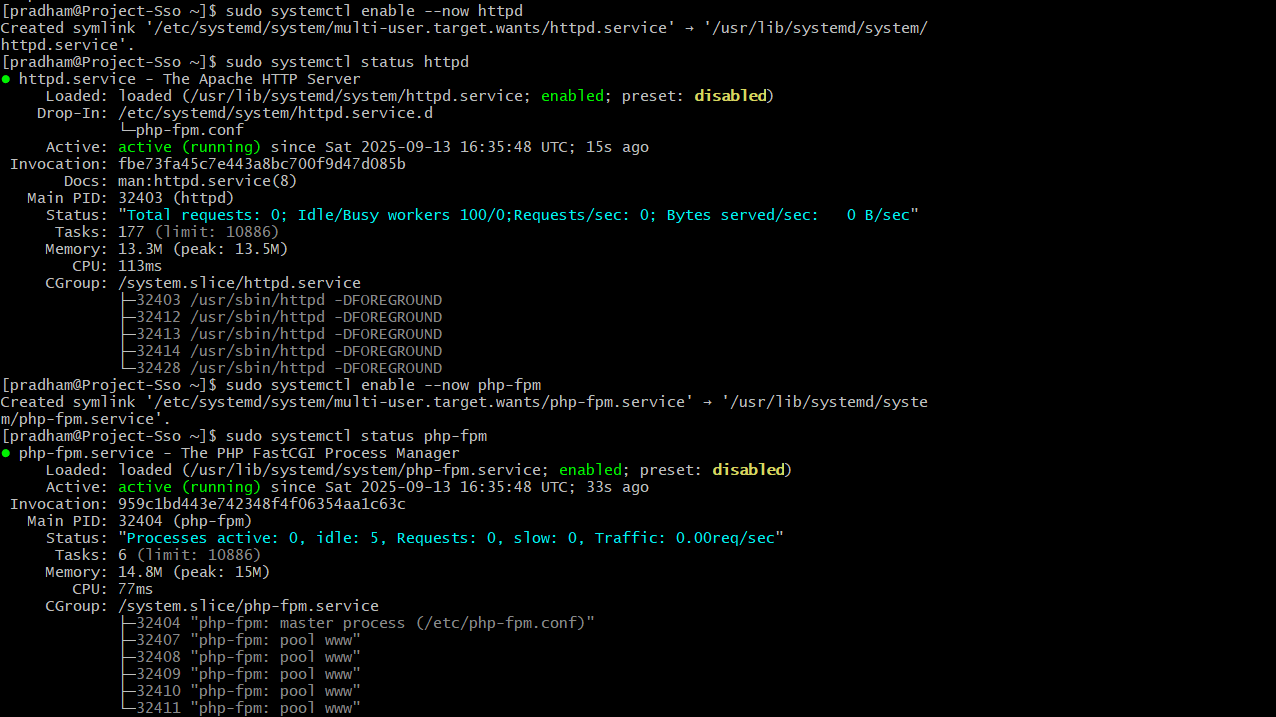 [pradham@Project-Sso ~]$ sudo systemctl enable --now httpd
Created symlink '/etc/systemd/system/multi-user.target.wants/httpd.service' → '/usr/lib/systemd/system/
httpd.service'.
[pradham@Project-Sso ~]$ sudo systemctl status httpd
● httpd.service - The Apache HTTP Server
     Loaded: loaded (/usr/lib/systemd/system/httpd.service; enabled; preset: disabled)
    Drop-In: /etc/systemd/system/httpd.service.d
             └─php-fpm.conf
     Active: active (running) since Sat 2025-09-13 16:35:48 UTC; 15s ago
 Invocation: fbe73fa45c7e443a8bc700f9d47d085b
       Docs: man:httpd.service(8)
   Main PID: 32403 (httpd)
     Status: "Total requests: 0; Idle/Busy workers 100/0;Requests/sec: 0; Bytes served/sec:   0 B/sec"
      Tasks: 177 (limit: 10886)
     Memory: 13.3M (peak: 13.5M)
        CPU: 113ms
     CGroup: /system.slice/httpd.service
             ├─32403 /usr/sbin/httpd -DFOREGROUND
             ├─32412 /usr/sbin/httpd -DFOREGROUND
             ├─32413 /usr/sbin/httpd -DFOREGROUND
             ├─32414 /usr/sbin/httpd -DFOREGROUND
             └─32428 /usr/sbin/httpd -DFOREGROUND
[pradham@Project-Sso ~]$ sudo systemctl enable --now php-fpm
Created symlink '/etc/systemd/system/multi-user.target.wants/php-fpm.service' → '/usr/lib/systemd/syste
m/php-fpm.service'.
[pradham@Project-Sso ~]$ sudo systemctl status php-fpm
● php-fpm.service - The PHP FastCGI Process Manager
     Loaded: loaded (/usr/lib/systemd/system/php-fpm.service; enabled; preset: disabled)
     Active: active (running) since Sat 2025-09-13 16:35:48 UTC; 33s ago
 Invocation: 959c1bd443e742348f4f06354aa1c63c
   Main PID: 32404 (php-fpm)
     Status: "Processes active: 0, idle: 5, Requests: 0, slow: 0, Traffic: 0.00req/sec"
      Tasks: 6 (limit: 10886)
     Memory: 14.8M (peak: 15M)
        CPU: 77ms
     CGroup: /system.slice/php-fpm.service
             ├─32404 "php-fpm: master process (/etc/php-fpm.conf)"
             ├─32407 "php-fpm: pool www"
             ├─32408 "php-fpm: pool www"
             ├─32409 "php-fpm: pool www"
             ├─32410 "php-fpm: pool www"
             └─32411 "php-fpm: pool www"